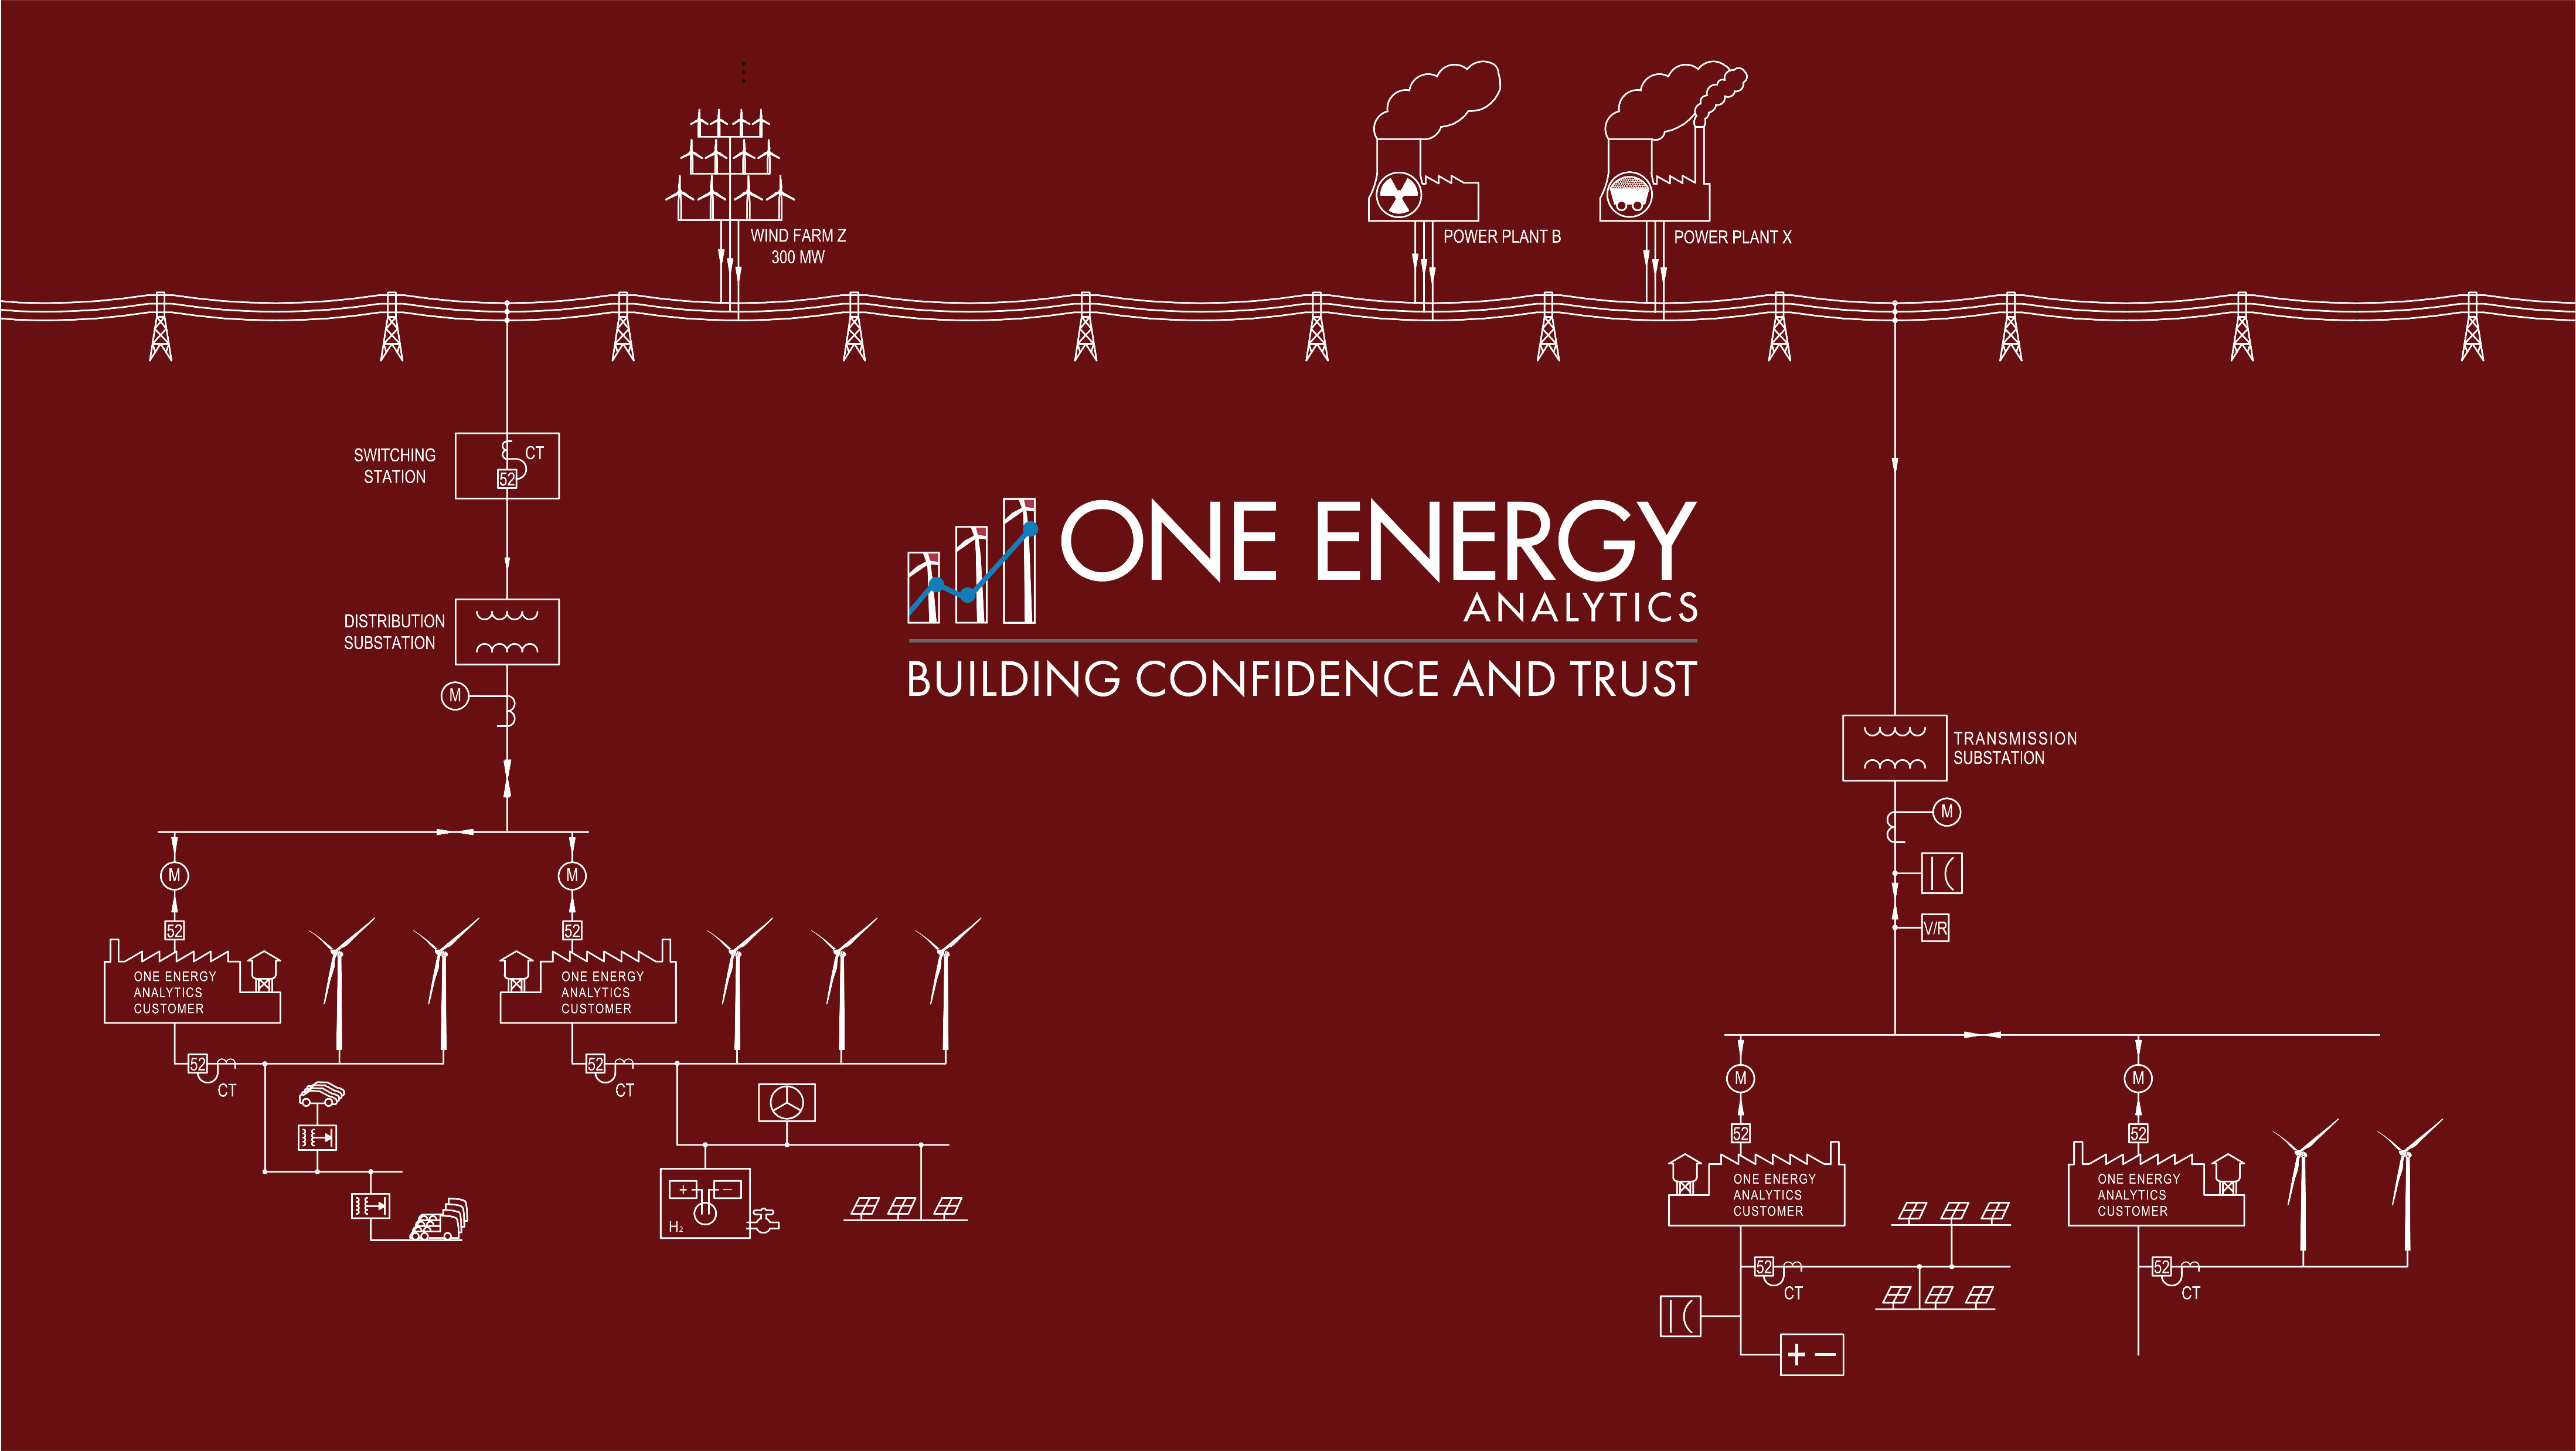 WIND FARM Z
300 MW
POWER PLANT B
POWER PLANT X
SWITCHING
STATION
CT
52
ONE ENERGY
ANALYTICS
BUILDING CONFIDENCE AND TRUST
DISTRIBUTION
SUBSTATION
M
TRANSMISSION
SUBSTATION
M
V/R
M
M
52
52
ONE ENERGY
ANALYTICS
CUSTOMER
ONE ENERGY
ANALYTICS
CUSTOMER
52
CT
52
CT
+ −
H₂
M
M
52
52
ONE ENERGY
ANALYTICS
CUSTOMER
ONE ENERGY
ANALYTICS
CUSTOMER
52
CT
52
CT
+ −